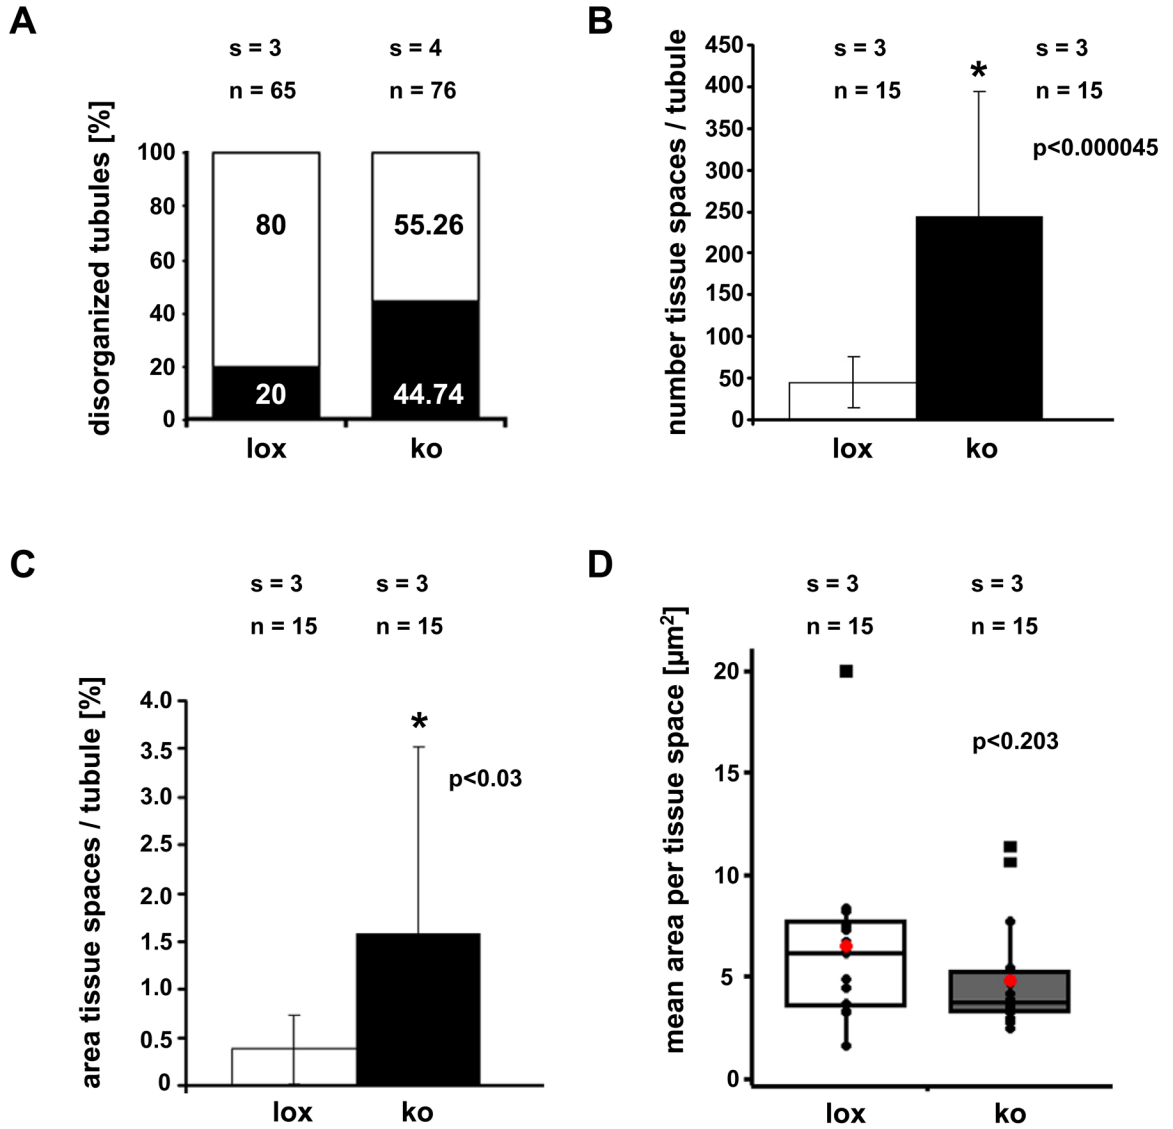 A
s = 3 s = 4
n = 65 n = 76
disorganized tubules [%]
100
80
60
40
20
0
80 55.26
20 44.74
lox ko
B
s = 3 s = 3
n = 15 n = 15
*
p<0.000045
number tissue spaces / tubule
450
400
350
300
250
200
150
100
50
0
lox ko
C
s = 3 s = 3
n = 15 n = 15
area tissue spaces / tubule [%]
4.0
3.5
3.0
2.5
2.0
1.5
1.0
0.5
0
*
p<0.03
lox ko
D
s = 3 s = 3
n = 15 n = 15
mean area per tissue space [µm²]
20
15
10
5
0
p<0.203
lox ko